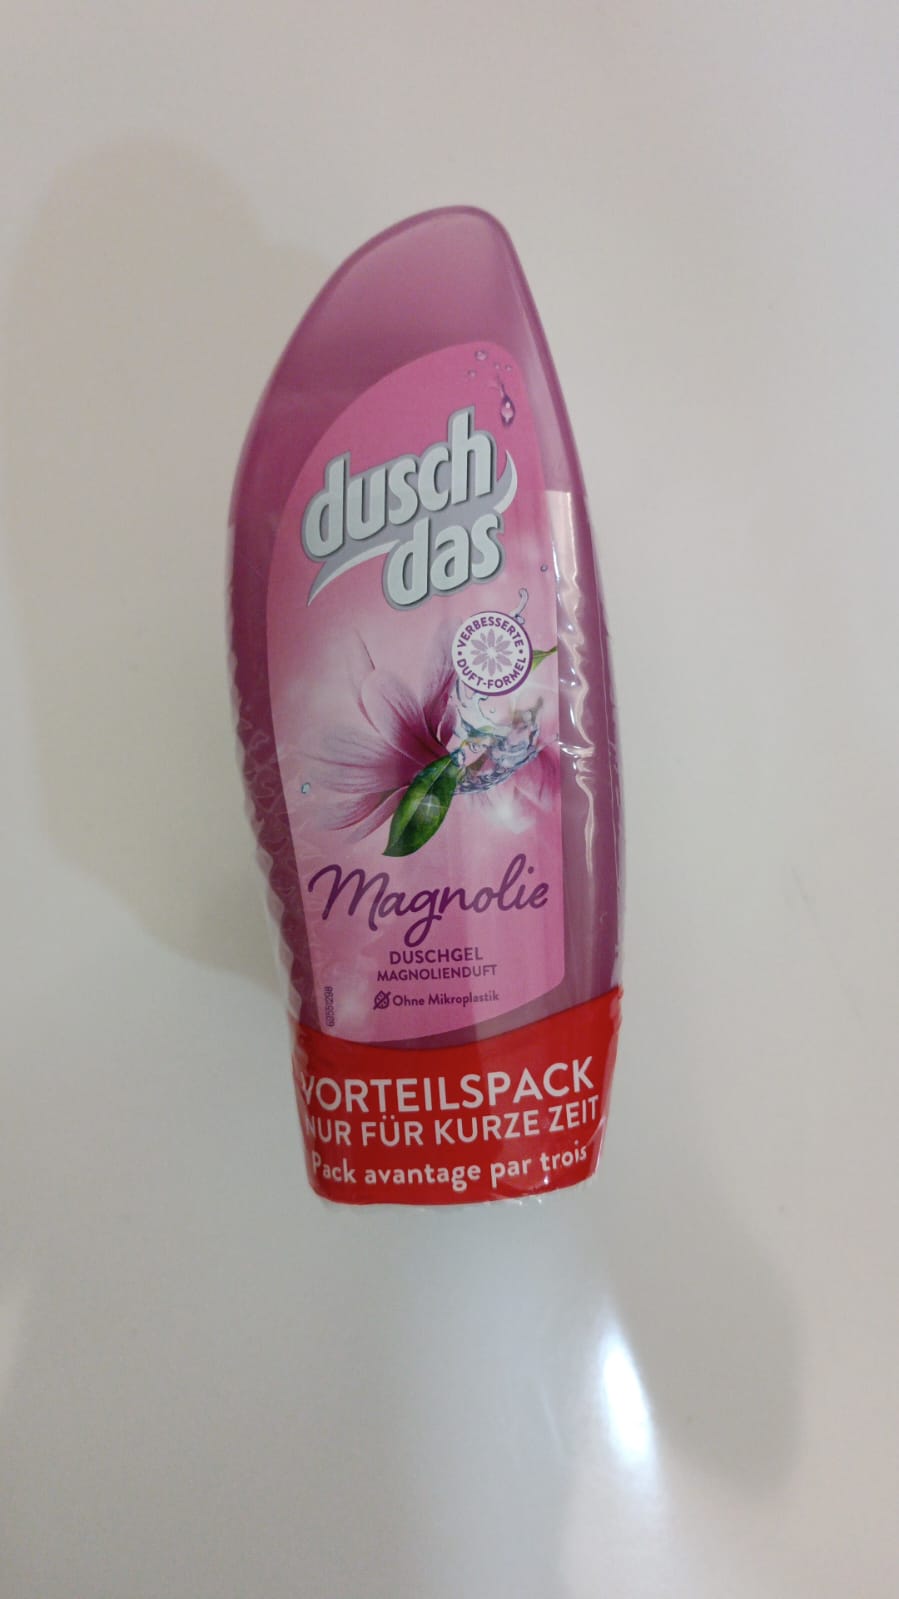 dusch
das
VERBESSERTE
DUFT-FORMEL
Magnolie
DUSCHGEL
MAGNOLIENDUFT
Ohne Mikroplastik
VORTEILSPACK
NUR FÜR KURZE ZEIT
Pack avantage par trois